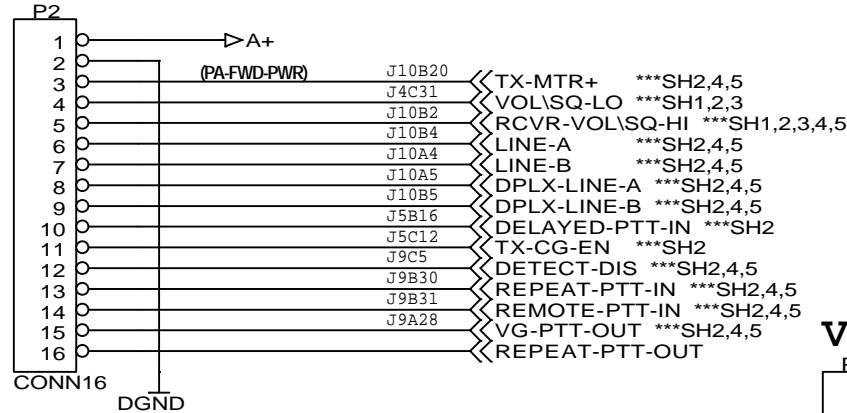 P2
1 A+
2
3 (PA-FWD-PWR) J10B20 TX-MTR+ ***SH2,4,5
4 J4C31 VOL\SQ-LO ***SH1,2,3
5 J10B2 RCVR-VOL\SQ-HI ***SH1,2,3,4,5
6 J10B4 LINE-A ***SH2,4,5
7 J10A4 LINE-B ***SH2,4,5
8 J10A5 DPLX-LINE-A ***SH2,4,5
9 J10B5 DPLX-LINE-B ***SH2,4,5
10 J5B16 DELAYED-PTT-IN ***SH2
11 J5C12 TX-CG-EN ***SH2
12 J9C5 DETECT-DIS ***SH2,4,5
13 J9B30 REPEAT-PTT-IN ***SH2,4,5
14 J9B31 REMOTE-PTT-IN ***SH2,4,5
15 J9A28 VG-PTT-OUT ***SH2,4,5
16 REPEAT-PTT-OUT
CONN16
DGND